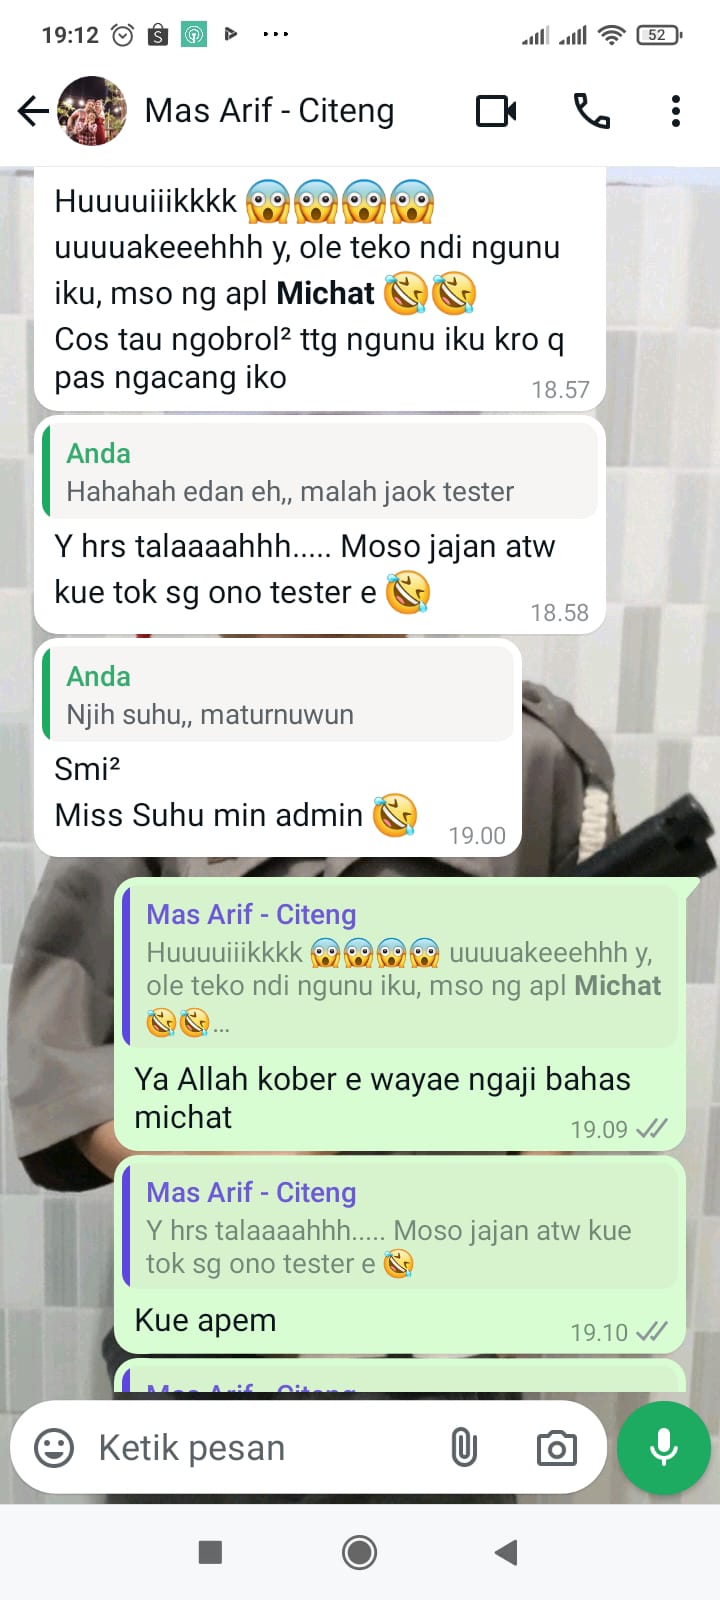 19:12
52
Mas Arif - Citeng
Huuuuiiikkkk 😱😱😱😱
uuuuakeeehhh y, ole teko ndi ngunu
iku, mso ng apl Michat 🤣🤣
Cos tau ngobrol² ttg ngunu iku kro q
pas ngacang iko
18.57
Anda
Hahahah edan eh,, malah jaok tester
Y hrs talaaaahhh..... Moso jajan atw
kue tok sg ono tester e 🤣
18.58
Anda
Njih suhu,, maturnuwun
Smi²
Miss Suhu min admin 🤣
19.00
Mas Arif - Citeng
Huuuuiiikkkk 😱😱😱😱 uuuuakeeehhh y,
ole teko ndi ngunu iku, mso ng apl Michat
🤣🤣...
Ya Allah kober e wayae ngaji bahas
michat
19.09
Mas Arif - Citeng
Y hrs talaaaahhh..... Moso jajan atw kue
tok sg ono tester e 🤣
Kue apem
19.10
Mas Arif - Citeng
Ketik pesan